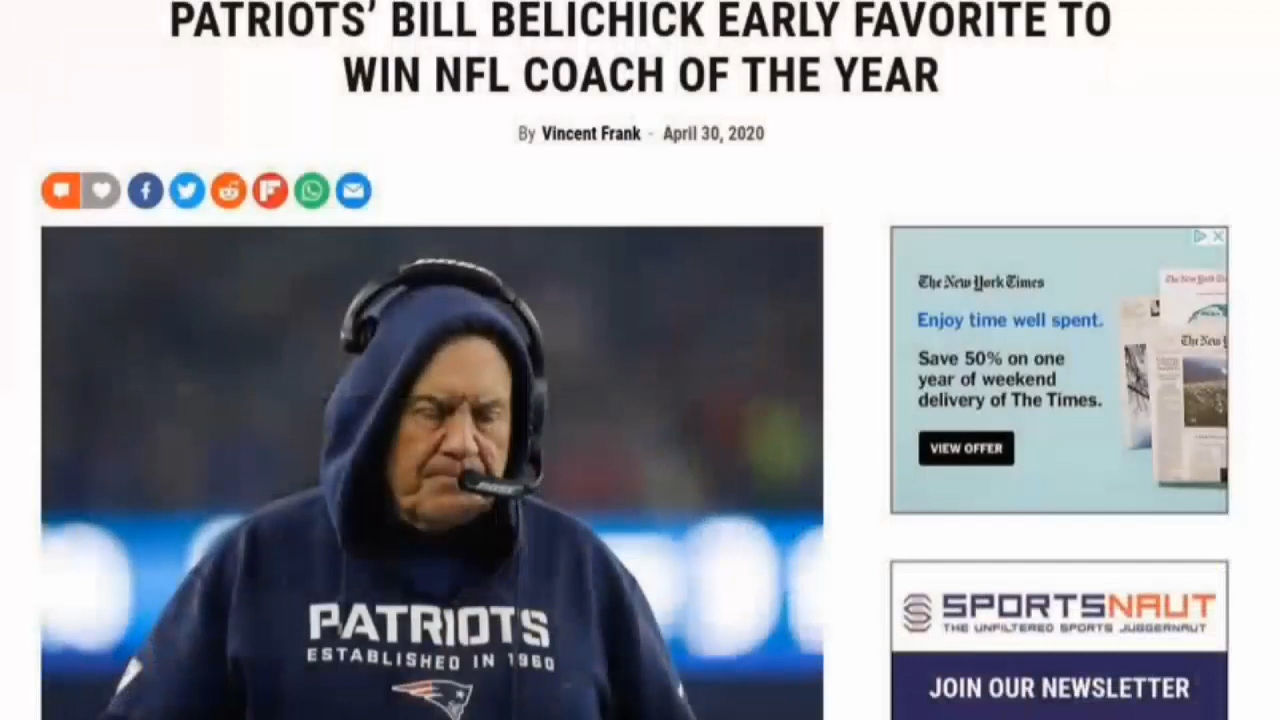 PATRIOTS’ BILL BELICHICK EARLY FAVORITE TO
WIN NFL COACH OF THE YEAR
By Vincent Frank - April 30, 2020
PATRIOTS
ESTABLISHED IN 1960
BOSE
The New York Times
Enjoy time well spent.
Save 50% on one
year of weekend
delivery of The Times.
VIEW OFFER
SPORTSNAUT
THE UNFILTERED SPORTS JUGGERNAUT
JOIN OUR NEWSLETTER